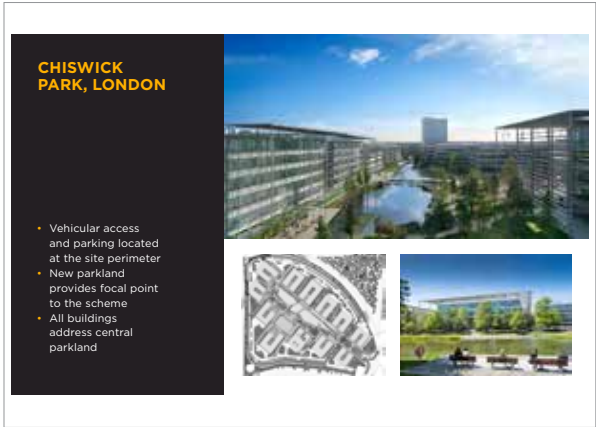 CHISWICK
PARK, LONDON
• Vehicular access
and parking located
at the site perimeter
• New parkland
provides focal point
to the scheme
• All buildings
address central
parkland